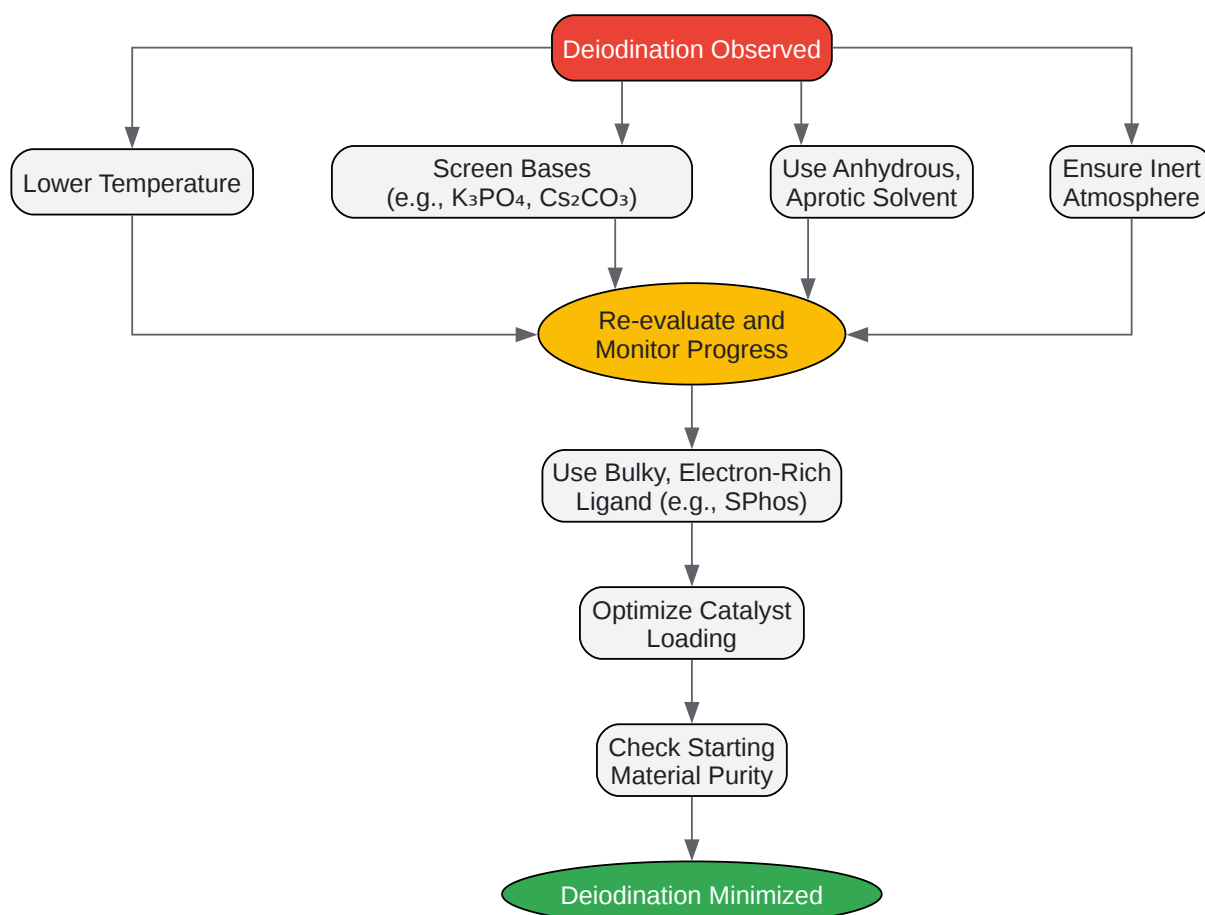 Deiodination Observed
Lower Temperature
Screen Bases
(e.g., K₃PO₄, Cs₂CO₃)
Use Anhydrous,
Aprotic Solvent
Ensure Inert
Atmosphere
Re-evaluate and
Monitor Progress
Use Bulky, Electron-Rich
Ligand (e.g., SPhos)
Optimize Catalyst
Loading
Check Starting
Material Purity
Deiodination Minimized